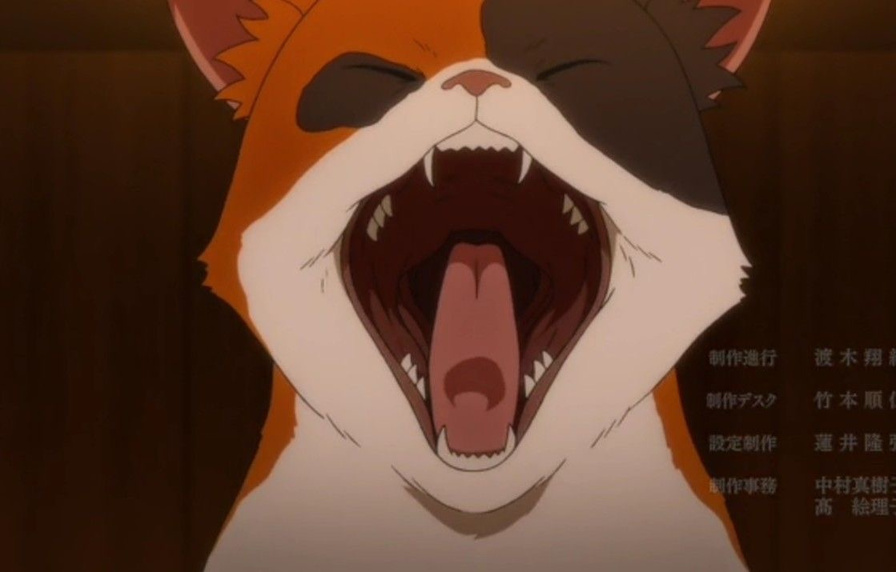 制作進行 渡木翔
制作デスク 竹本順
設定制作 蓮井隆
制作事務 中村真樹
髙 絵理